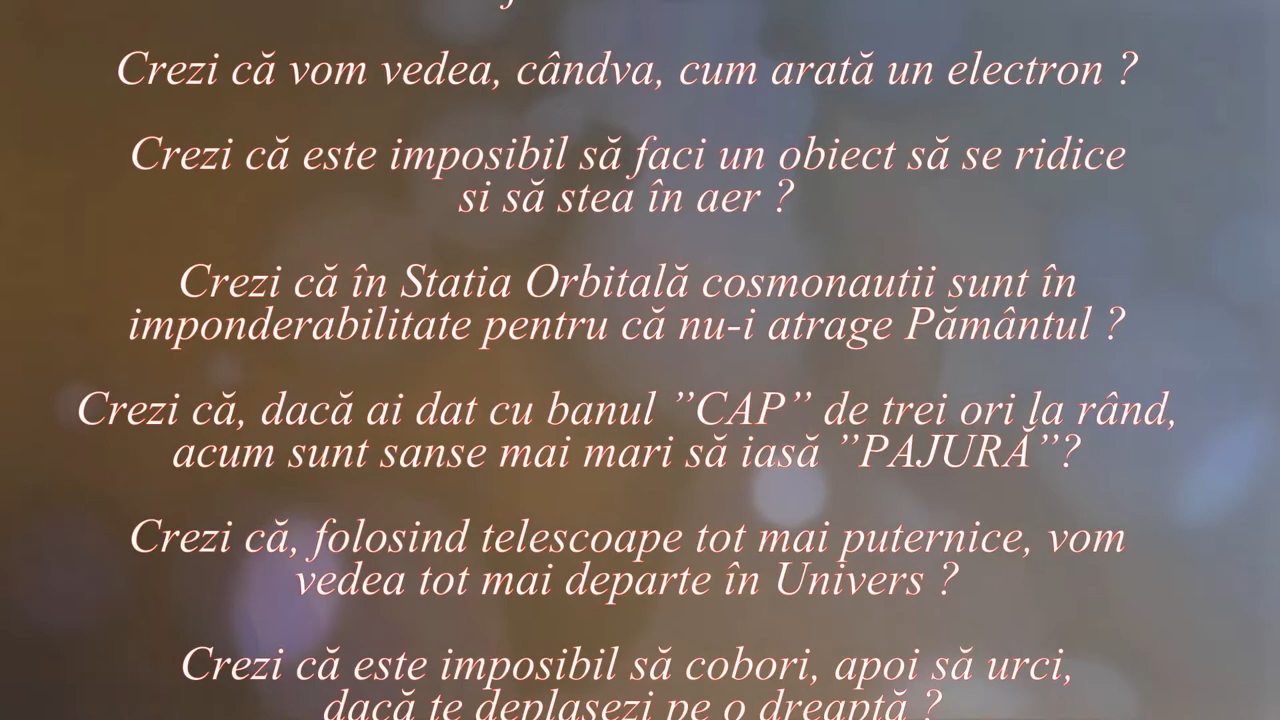 Crezi că vom vedea, cândva, cum arată un electron ?
Crezi că este imposibil să faci un obiect să se ridice
si să stea în aer ?
Crezi că în Statia Orbitală cosmonautii sunt în
imponderabilitate pentru că nu-i atrage Pământul ?
Crezi că, dacă ai dat cu banul ”CAP” de trei ori la rând,
acum sunt sanse mai mari să iasă ”PAJURĂ”?
Crezi că, folosind telescoape tot mai puternice, vom
vedea tot mai departe în Univers ?
Crezi că este imposibil să cobori, apoi să urci,
dacă te deplasezi pe o dreaptă ?